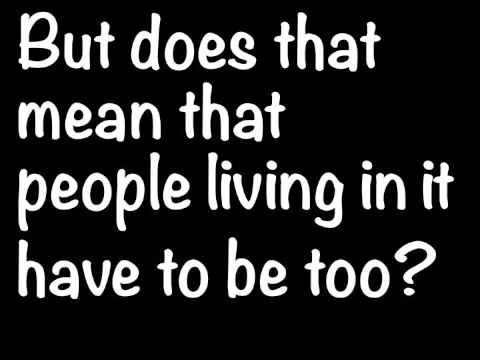 But does that
mean that
people living in it
have to be too?